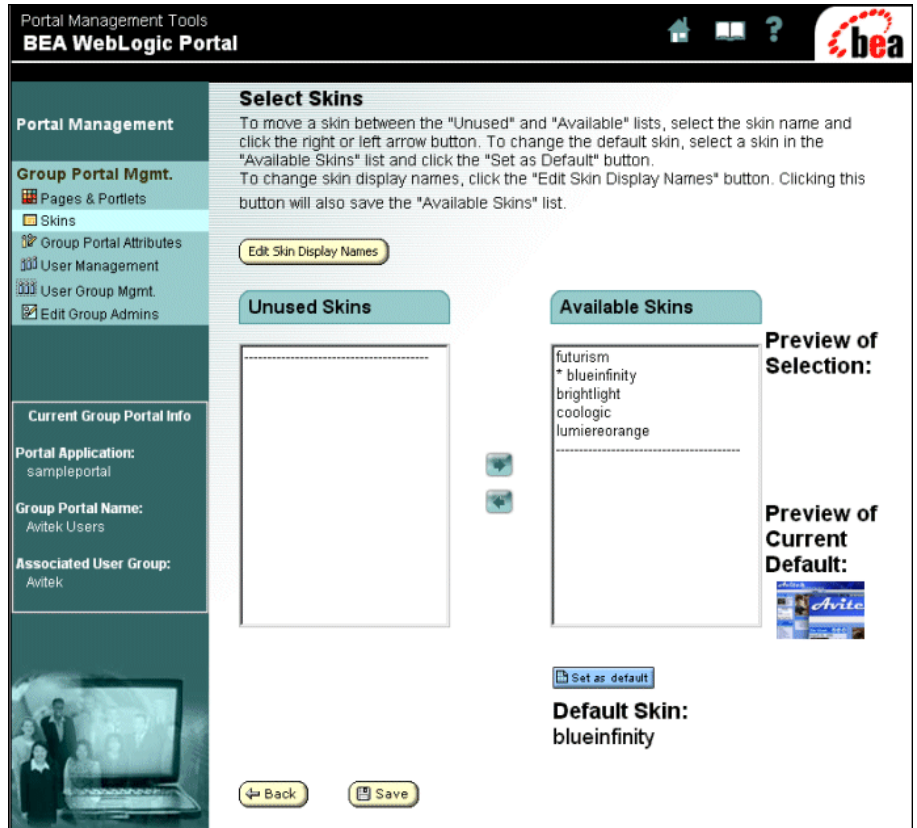 Portal Management Tools
BEA WebLogic Portal
?
bea
Portal Management
Group Portal Mgmt.
Pages & Portlets
Skins
Group Portal Attributes
User Management
User Group Mgmt.
Edit Group Admins
Current Group Portal Info
Portal Application:
sampleportal
Group Portal Name:
Avitek Users
Associated User Group:
Avitek
Select Skins
To move a skin between the "Unused" and "Available" lists, select the skin name and
click the right or left arrow button. To change the default skin, select a skin in the
"Available Skins" list and click the "Set as Default" button.
To change skin display names, click the "Edit Skin Display Names" button. Clicking this
button will also save the "Available Skins" list.
Edit Skin Display Names
Unused Skins
----------------------------------------
Available Skins
futurism
* blueinfinity
brightlight
coologic
lumiereorange
----------------------------------------
Preview of
Selection:
Preview of
Current
Default:
Avite
Set as default
Default Skin:
blueinfinity
Back
Save